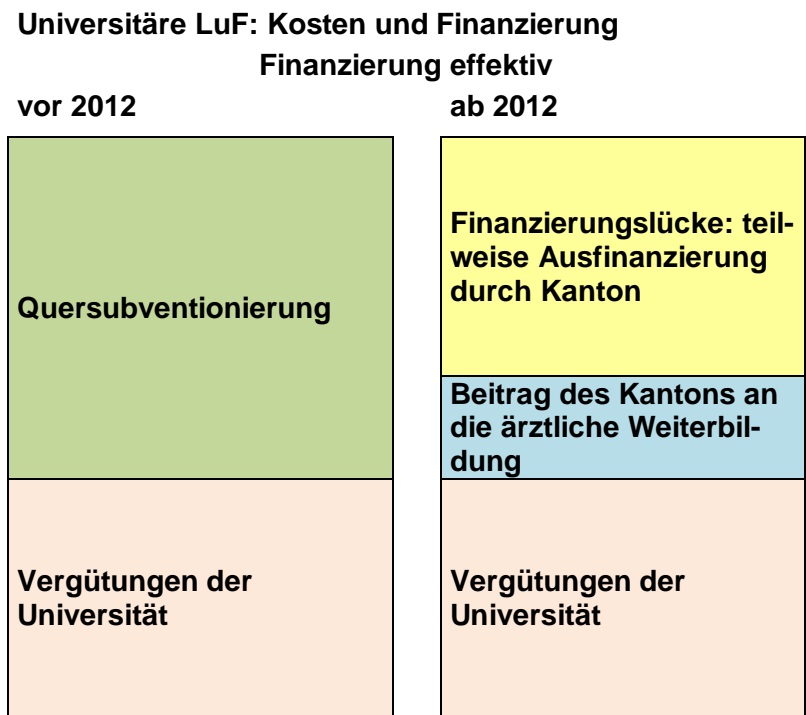 Universitäre LuF: Kosten und Finanzierung
Finanzierung effektiv
vor 2012
ab 2012
Quersubventionierung
Vergütungen der
Universität
Finanzierungslücke: teil-
weise Ausfinanzierung
durch Kanton
Beitrag des Kantons an
die ärztliche Weiterbil-
dung
Vergütungen der
Universität